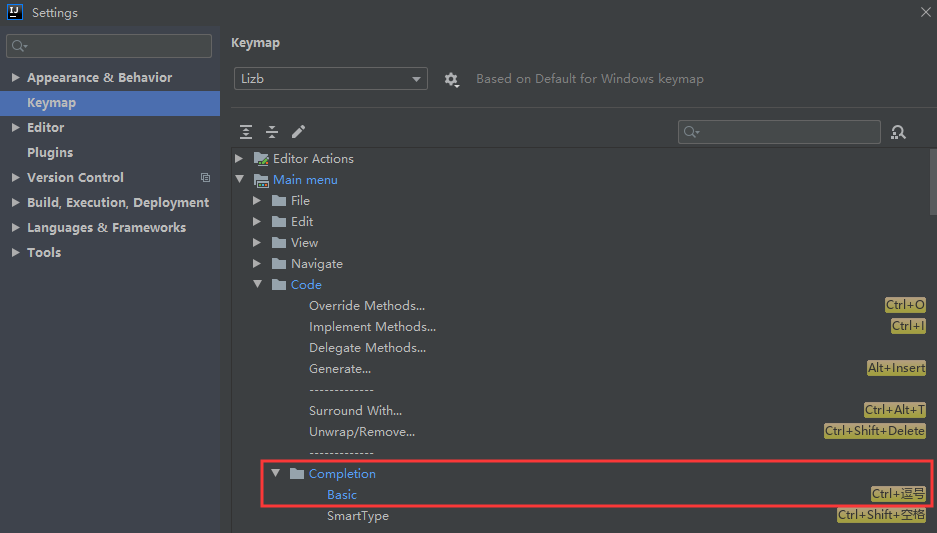 IJ
Settings
Keymap
Lizb
Based on Default for Windows keymap
Appearance & Behavior
Keymap
Editor
Plugins
Version Control
Build, Execution, Deployment
Languages & Frameworks
Tools
Editor Actions
Main menu
File
Edit
View
Navigate
Code
Override Methods... Ctrl+O
Implement Methods... Ctrl+I
Delegate Methods...
Generate... Alt+Insert
-------------
Surround With... Ctrl+Alt+T
Unwrap/Remove... Ctrl+Shift+Delete
-------------
Completion
Basic Ctrl+逗号
SmartType Ctrl+Shift+空格